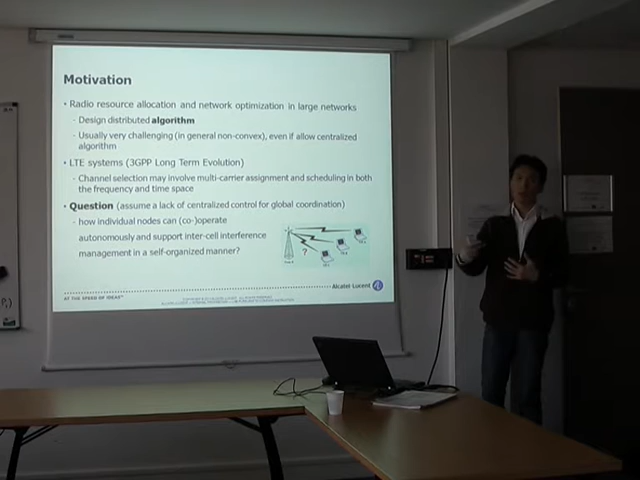 Motivation
• Radio resource allocation and network optimization in large networks
- Design distributed algorithm
- Usually very challenging (in general non-convex), even if allow centralized
algorithm
• LTE systems (3GPP Long Term Evolution)
- Channel selection may involve multi-carrier assignment and scheduling in both
the frequency and time space
• Question (assume a lack of centralized control for global coordination)
- how individual nodes can (co-)operate
autonomously and support inter-cell interference
management in a self-organized manner?
?
Alcatel·Lucent
AT THE SPEED OF IDEAS™